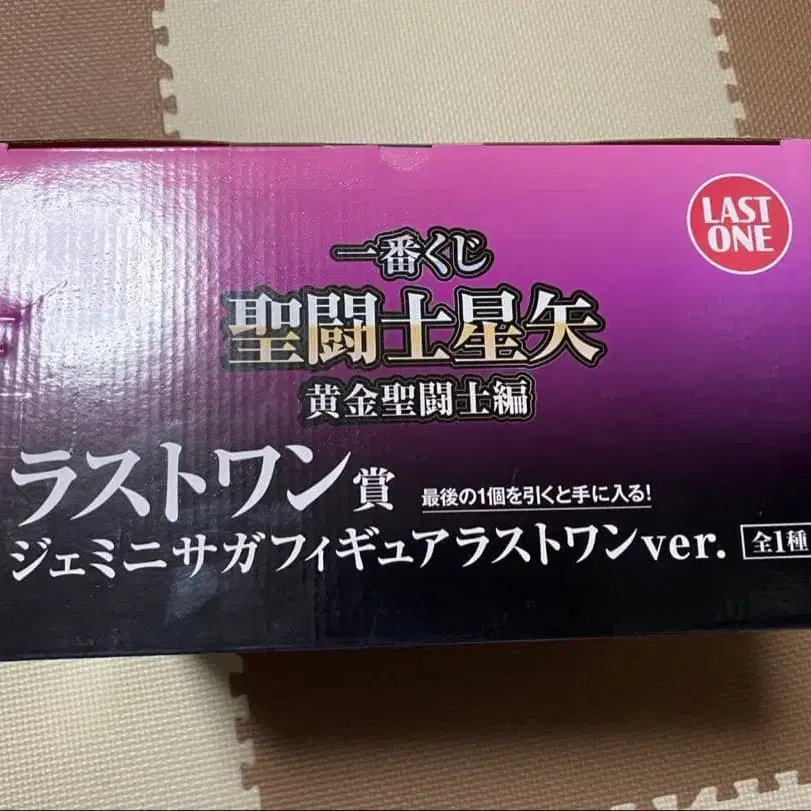 LAST
ONE
一番くじ
聖闘士星矢
黄金聖闘士編
ラストワン賞
最後の1個を引くと手に入る!
ジェミニサガフィギュアラストワンver.
全1種